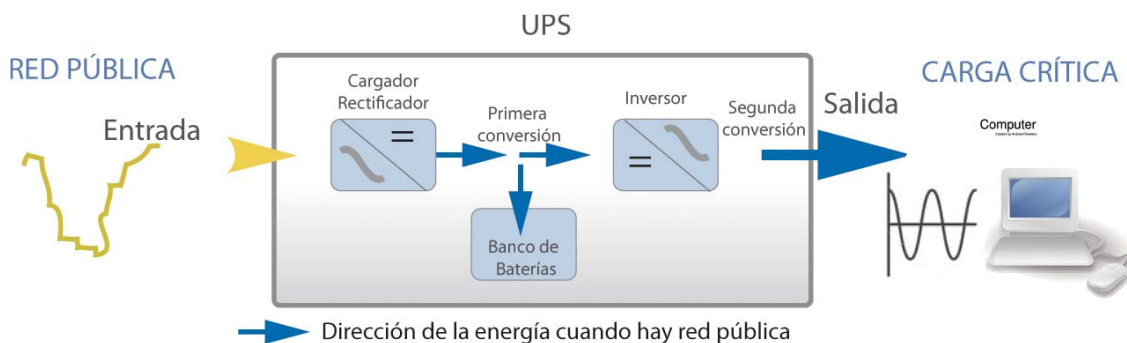 UPS
RED PÚBLICA
Entrada
Cargador
Rectificador
=
Primera
conversión
Banco de
Baterías
Inversor
=
Segunda
conversión
Salida
CARGA CRÍTICA
Computer
Dirección de la energía cuando hay red pública